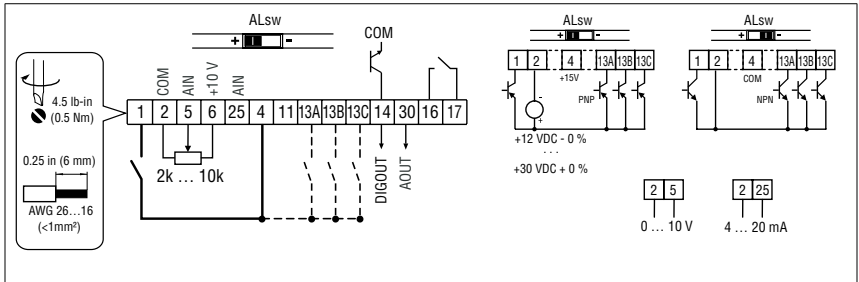 4.5 lb-in
(0.5 Nm)
0.25 in (6 mm)
AWG 26...16
(<1mm²)
ALsw
+ -
COM
COM
AIN
+10 V
AIN
1 2 5 6 25 4 11 13A 13B 13C 14 30 16 17
2k ... 10k
DIGOUT
AOUT
ALsw
+ -
1 2 4 13A 13B 13C
+15V
PNP
-
+
+12 VDC - 0 %
...
+30 VDC + 0 %
ALsw
+ -
1 2 4 13A 13B 13C
COM
NPN
2 5
0 ... 10 V
2 25
4 ... 20 mA